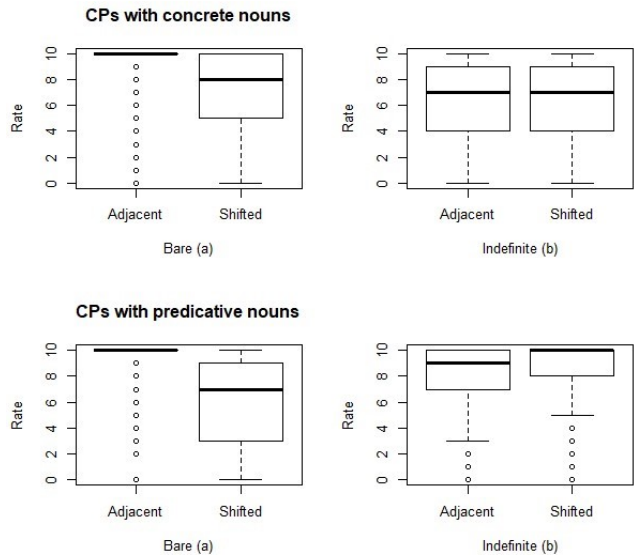 CPs with concrete nouns
Rate
10
8
6
4
2
0
Adjacent Shifted
Bare (a)
Rate
10
8
6
4
2
0
Adjacent Shifted
Indefinite (b)
CPs with predicative nouns
Rate
10
8
6
4
2
0
Adjacent Shifted
Bare (a)
Rate
10
8
6
4
2
0
Adjacent Shifted
Indefinite (b)